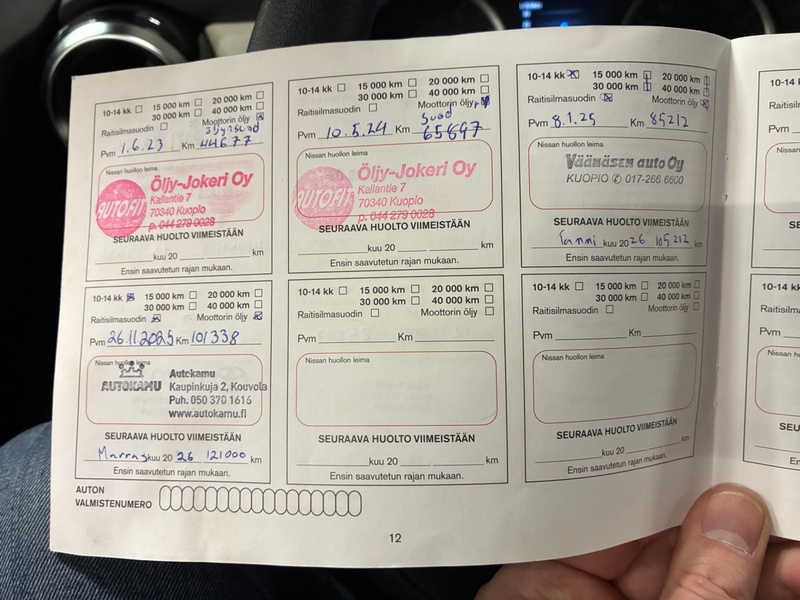 10-14 kk 15 000 km 20 000 km
30 000 km 40 000 km
Raitisilmasuodin Moottorin öljy
Pvm 1.6.23 Km 44677
Nissan huollon leima
AUTOFIT Öljy-Jokeri Oy
Kallantie 7
70340 Kuopio
p. 044 279 0028
SEURAAVA HUOLTO VIIMEISTÄÄN
kuu 20 km
Ensin saavutetun rajan mukaan.
10-14 kk 15 000 km 20 000 km
30 000 km 40 000 km
Raitisilmasuodin Moottorin öljy
Pvm 10.5.24 Km 65697
Nissan huollon leima
AUTOFIT Öljy-Jokeri Oy
Kallantie 7
70340 Kuopio
p. 044 279 0028
SEURAAVA HUOLTO VIIMEISTÄÄN
kuu 20 km
Ensin saavutetun rajan mukaan.
10-14 kk 15 000 km 20 000 km
30 000 km 40 000 km
Raitisilmasuodin Moottorin öljy
Pvm 8.1.25 Km 85212
Nissan huollon leima
Väänäsen auto Oy
KUOPIO ✆ 017-266 6600
SEURAAVA HUOLTO VIIMEISTÄÄN
Tammi kuu 2026 105212 km
Ensin saavutetun rajan mukaan.
10-14 kk 15 000 km 20 000 km
30 000 km 40 000 km
Raitisilmasuodin Moottorin öljy
Pvm 26.11.2025 Km 101338
Nissan huollon leima
AUTOKAMU Autokamu
Kaupinkuja 2, Kouvola
Puh. 050 370 1616
www.autokamu.fi
SEURAAVA HUOLTO VIIMEISTÄÄN
Marras kuu 20 26 121000 km
Ensin saavutetun rajan mukaan.
10-14 kk 15 000 km 20 000 km
30 000 km 40 000 km
Raitisilmasuodin Moottorin öljy
Pvm Km
Nissan huollon leima
SEURAAVA HUOLTO VIIMEISTÄÄN
kuu 20 km
Ensin saavutetun rajan mukaan.
10-14 kk 15 000 km 20 000 km
30 000 km 40 000 km
Raitisilmasuodin Moottorin öljy
Pvm Km
Nissan huollon leima
SEURAAVA HUOLTO VIIMEISTÄÄN
kuu 20 km
Ensin saavutetun rajan mukaan.
AUTON
VALMISTENUMERO
12